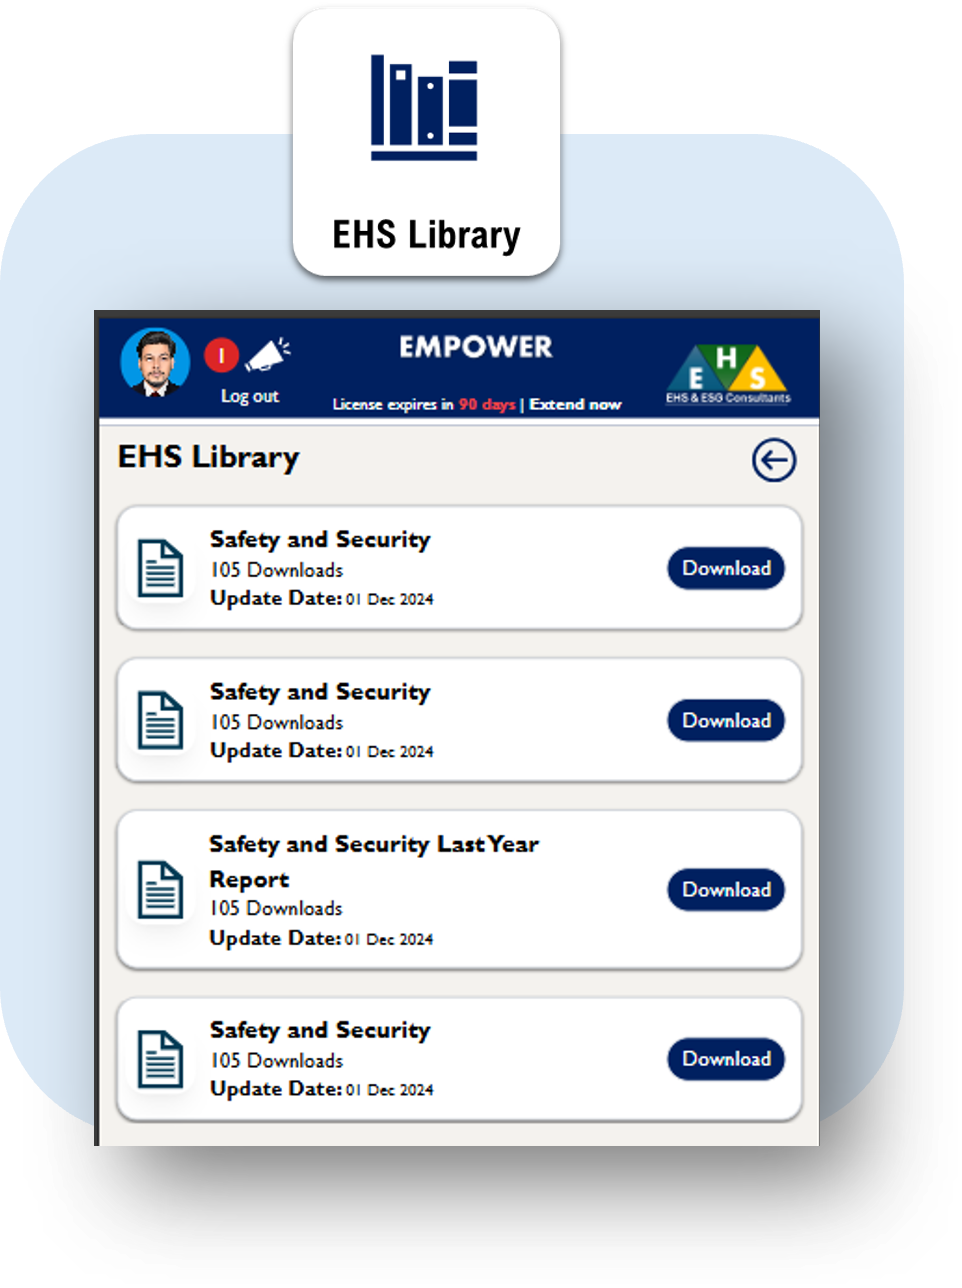 EHS Library
EMPOWER
I
Log out
License expires in 90 days | Extend now
E H S
EHS & ESG Consultants
EHS Library
Safety and Security
105 Downloads
Update Date: 01 Dec 2024
Download
Safety and Security
105 Downloads
Update Date: 01 Dec 2024
Download
Safety and Security Last Year
Report
105 Downloads
Update Date: 01 Dec 2024
Download
Safety and Security
105 Downloads
Update Date: 01 Dec 2024
Download